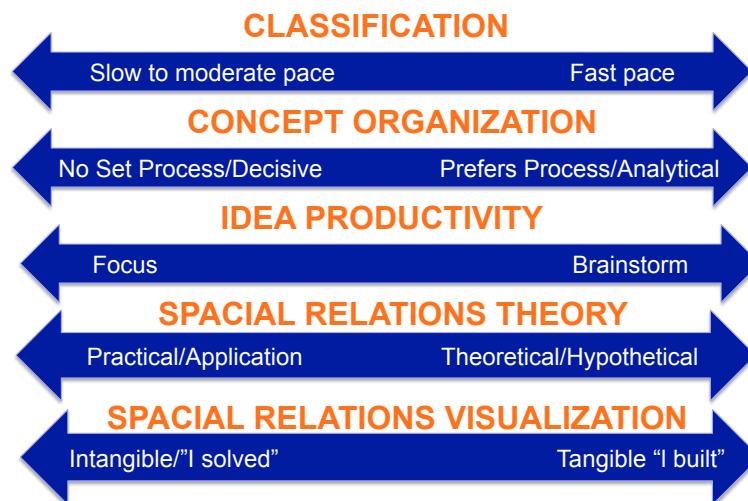 CLASSIFICATION
Slow to moderate pace Fast pace
CONCEPT ORGANIZATION
No Set Process/Decisive Prefers Process/Analytical
IDEA PRODUCTIVITY
Focus Brainstorm
SPACIAL RELATIONS THEORY
Practical/Application Theoretical/Hypothetical
SPACIAL RELATIONS VISUALIZATION
Intangible/”I solved” Tangible “I built”